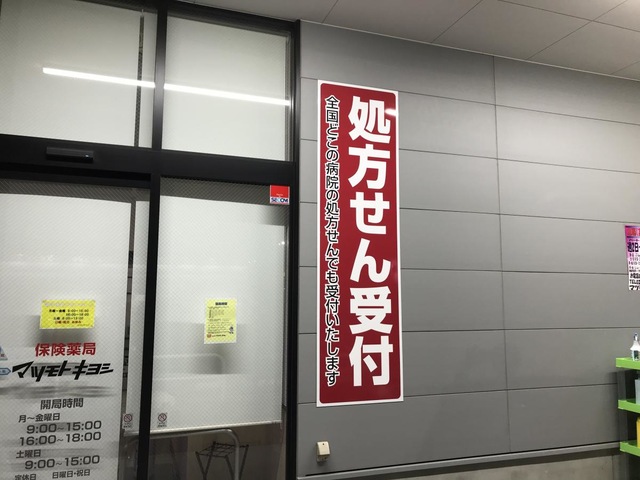 処方せん受付
全国どこの病院の処方せんでも受付いたします
SECOM
保険薬局
マツモトキヨシ
開局時間
月～金曜日
9:00～15:00
16:00～18:00
土曜日
9:00～15:00
定休日 日曜日・祝日